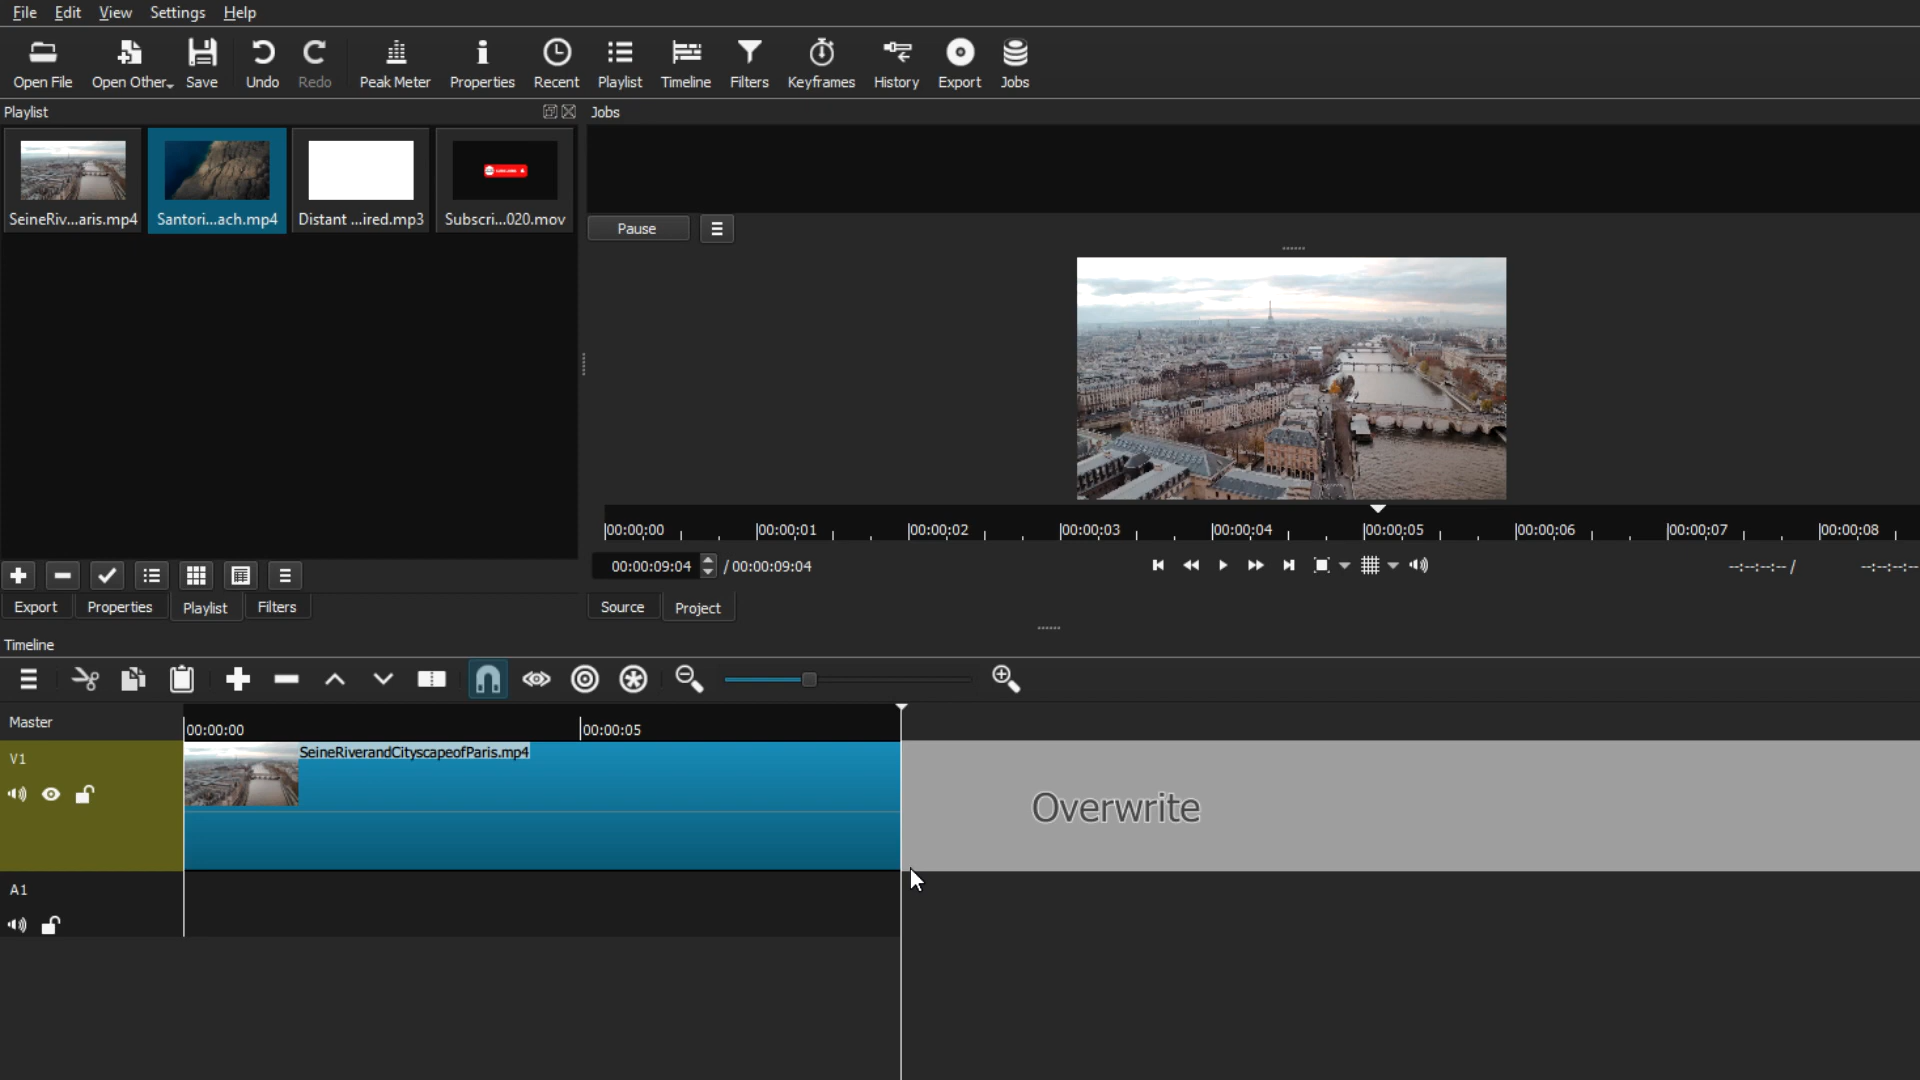 File Edit View Settings Help
Open File Open Other Save Undo Redo Peak Meter Properties Recent Playlist Timeline Filters Keyframes History Export Jobs
Playlist
Jobs
SeineRiv...aris.mp4 Santori...ach.mp4 Distant ...ired.mp3 Subscri...020.mov
Pause
00:00:00 00:00:01 00:00:02 00:00:03 00:00:04 00:00:05 00:00:06 00:00:07 00:00:08
00:00:09:04 / 00:00:09:04 --:--:--:-- / --:--:--:--
Export Properties Playlist Filters
Source Project
Timeline
Master
00:00:00 00:00:05
V1
SeineRiverandCityscapeofParis.mp4
Overwrite
A1